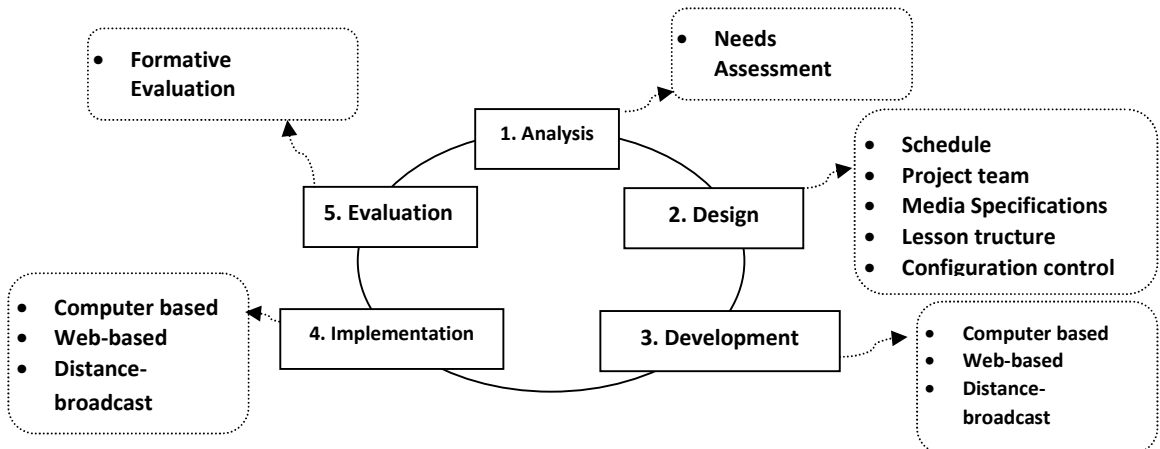 • Formative
Evaluation
• Needs
Assessment
1. Analysis
• Schedule
• Project team
• Media Specifications
• Lesson tructure
• Configuration control
5. Evaluation
2. Design
• Computer based
• Web-based
• Distance-
broadcast
4. Implementation
3. Development
• Computer based
• Web-based
• Distance-
broadcast